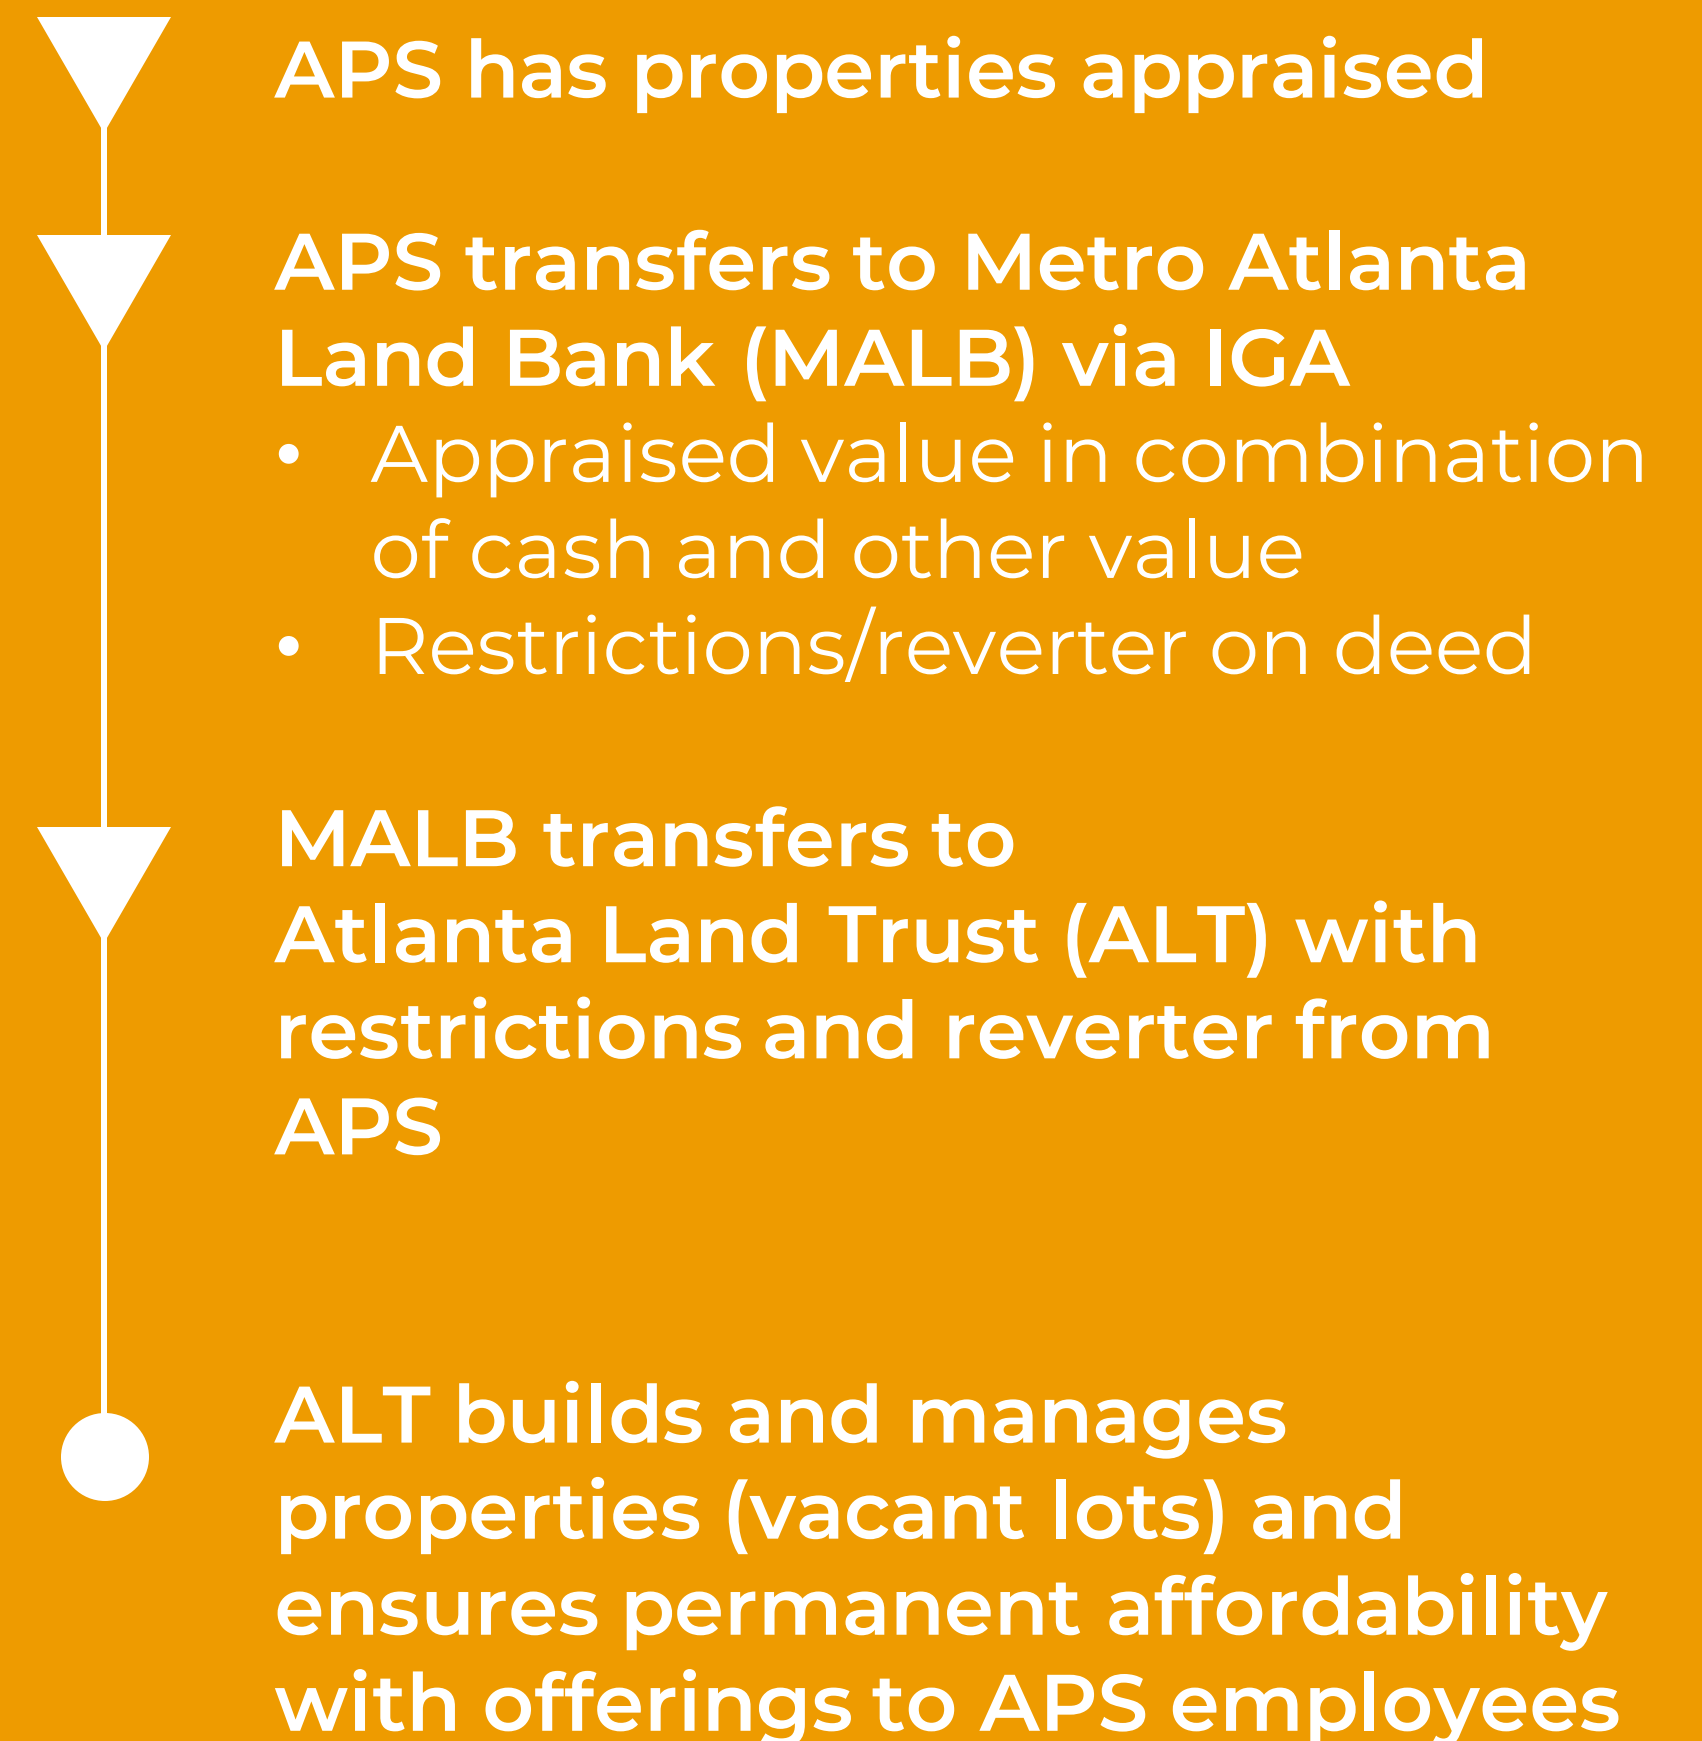 APS has properties appraised
APS transfers to Metro Atlanta
Land Bank (MALB) via IGA
• Appraised value in combination
of cash and other value
• Restrictions/reverter on deed
MALB transfers to
Atlanta Land Trust (ALT) with
restrictions and reverter from
APS
ALT builds and manages
properties (vacant lots) and
ensures permanent affordability
with offerings to APS employees